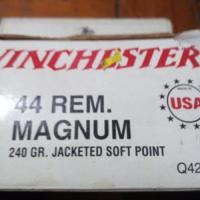 WINCHESTER
44 REM.
MAGNUM
240 GR. JACKETED SOFT POINT
USA
Q42